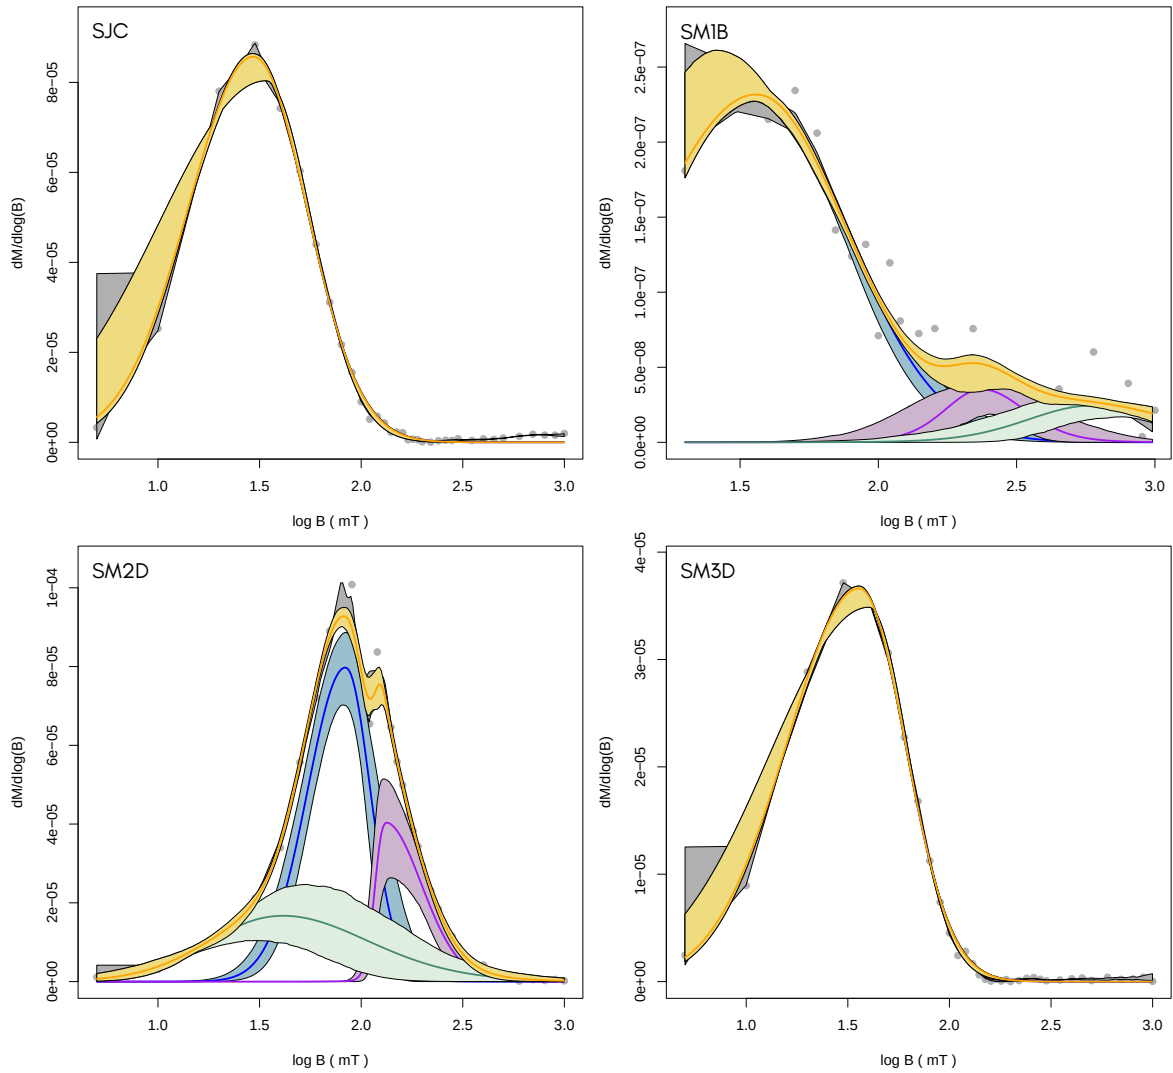 SJC
dM/dlog(B)
8e−05
6e−05
4e−05
2e−05
0e+00
1.0 1.5 2.0 2.5 3.0
log B ( mT )
SM1B
dM/dlog(B)
2.5e−07
2.0e−07
1.5e−07
1.0e−07
5.0e−08
0.0e+00
1.5 2.0 2.5 3.0
log B ( mT )
SM2D
dM/dlog(B)
1e−04
8e−05
6e−05
4e−05
2e−05
0e+00
1.0 1.5 2.0 2.5 3.0
log B ( mT )
SM3D
dM/dlog(B)
4e−05
3e−05
2e−05
1e−05
0e+00
1.0 1.5 2.0 2.5 3.0
log B ( mT )